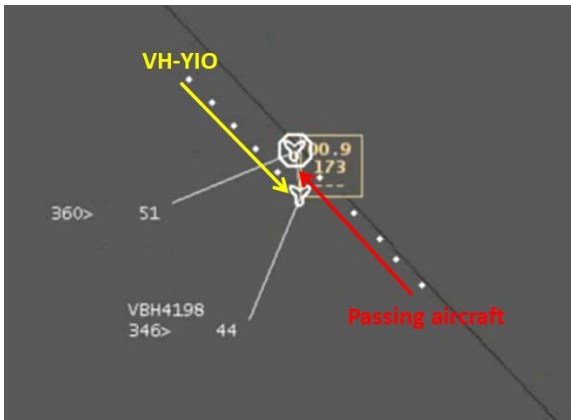 VH-YIO
00.9
173
---
360> 51
VBH4198
346> 44
Passing aircraft